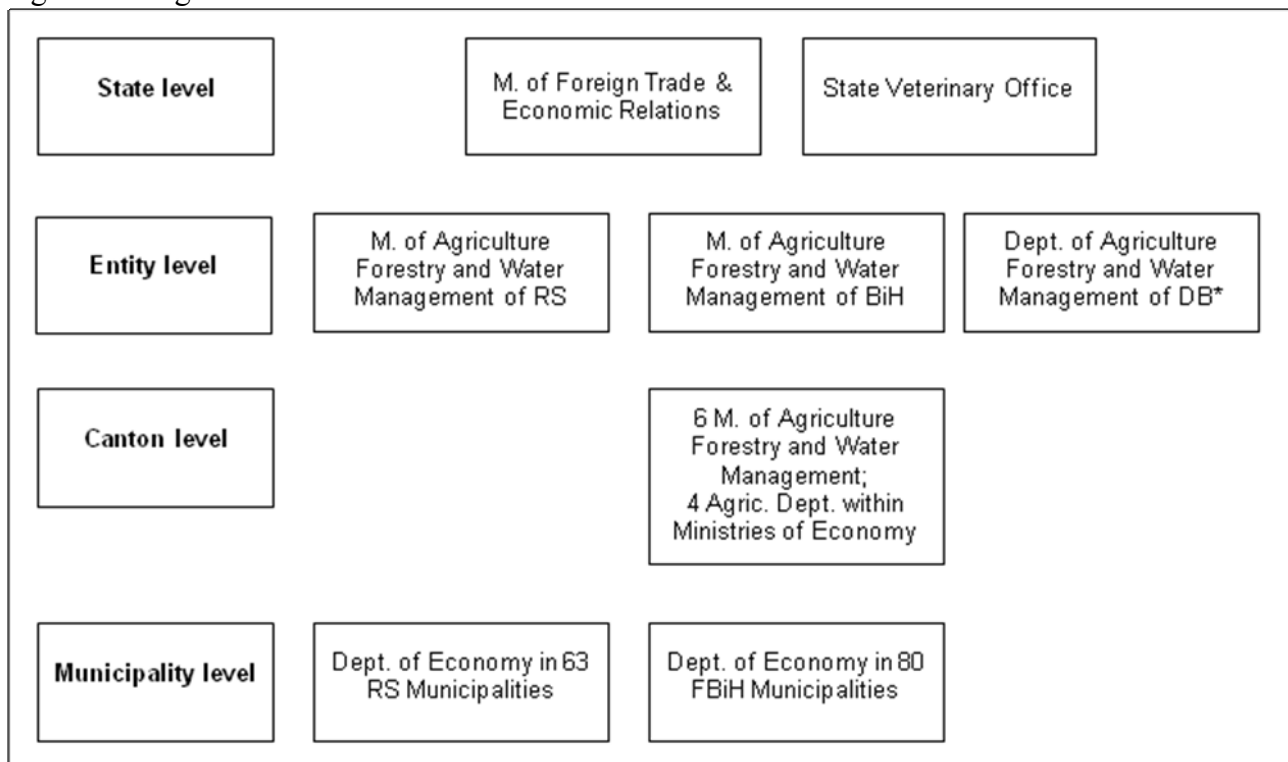 State level
M. of Foreign Trade &
Economic Relations
State Veterinary Office
Entity level
M. of Agriculture
Forestry and Water
Management of RS
M. of Agriculture
Forestry and Water
Management of BiH
Dept. of Agriculture
Forestry and Water
Management of DB*
Canton level
6 M. of Agriculture
Forestry and Water
Management;
4 Agric. Dept. within
Ministries of Economy
Municipality level
Dept. of Economy in 63
RS Municipalities
Dept. of Economy in 80
FBiH Municipalities